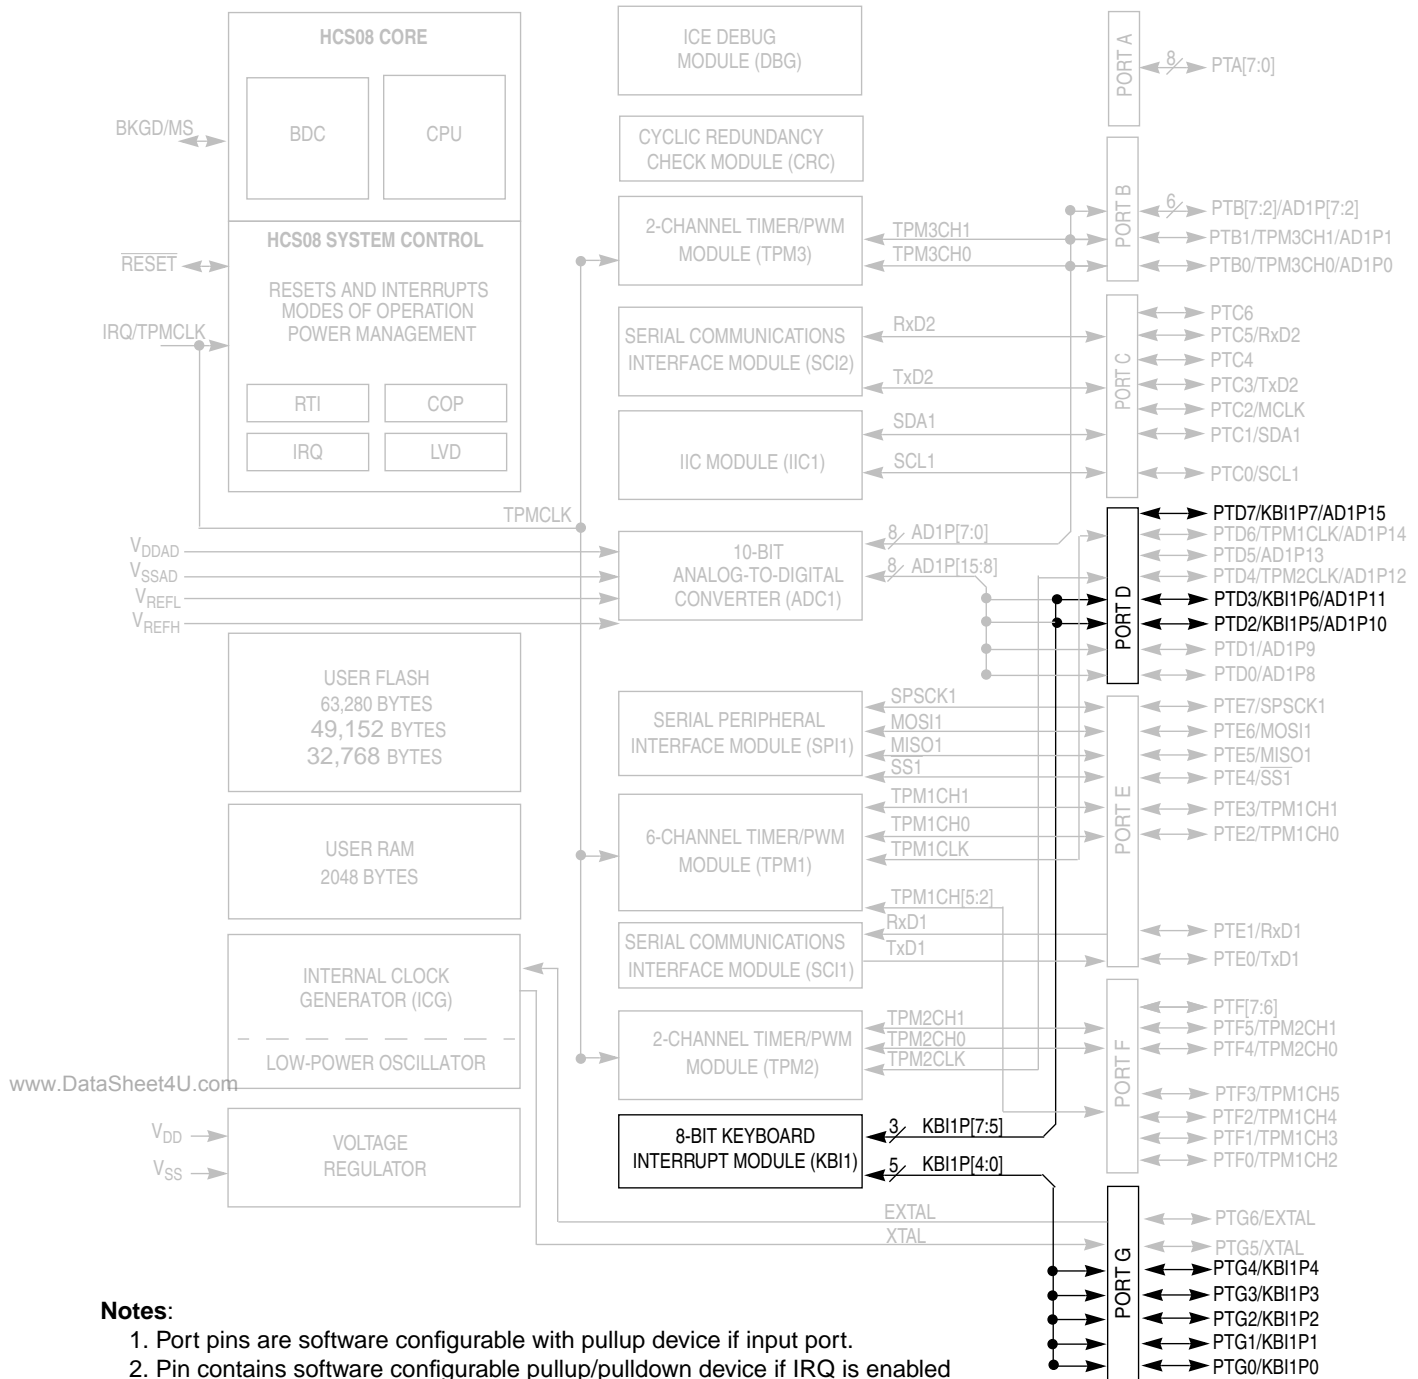 HCS08 CORE
BDC
CPU
BKGD/MS
HCS08 SYSTEM CONTROL
RESET
RESETS AND INTERRUPTS
MODES OF OPERATION
POWER MANAGEMENT
IRQ/TPMCLK
RTI
COP
IRQ
LVD
TPMCLK
VDDAD
VSSAD
VREFL
VREFH
USER FLASH
63,280 BYTES
49,152 BYTES
32,768 BYTES
USER RAM
2048 BYTES
INTERNAL CLOCK
GENERATOR (ICG)
LOW-POWER OSCILLATOR
www.DataSheet4U.com
VDD
VSS
VOLTAGE
REGULATOR
ICE DEBUG
MODULE (DBG)
CYCLIC REDUNDANCY
CHECK MODULE (CRC)
2-CHANNEL TIMER/PWM
MODULE (TPM3)
TPM3CH1
TPM3CH0
SERIAL COMMUNICATIONS
INTERFACE MODULE (SCI2)
RxD2
TxD2
IIC MODULE (IIC1)
SDA1
SCL1
10-BIT
ANALOG-TO-DIGITAL
CONVERTER (ADC1)
8 AD1P[7:0]
8 AD1P[15:8]
SERIAL PERIPHERAL
INTERFACE MODULE (SPI1)
SPSCK1
MOSI1
MISO1
SS1
6-CHANNEL TIMER/PWM
MODULE (TPM1)
TPM1CH1
TPM1CH0
TPM1CLK
TPM1CH[5:2]
SERIAL COMMUNICATIONS
INTERFACE MODULE (SCI1)
RxD1
TxD1
2-CHANNEL TIMER/PWM
MODULE (TPM2)
TPM2CH1
TPM2CH0
TPM2CLK
8-BIT KEYBOARD
INTERRUPT MODULE (KBI1)
3 KBI1P[7:5]
5 KBI1P[4:0]
EXTAL
XTAL
PORT A
8 PTA[7:0]
PORT B
6 PTB[7:2]/AD1P[7:2]
PTB1/TPM3CH1/AD1P1
PTB0/TPM3CH0/AD1P0
PORT C
PTC6
PTC5/RxD2
PTC4
PTC3/TxD2
PTC2/MCLK
PTC1/SDA1
PTC0/SCL1
PORT D
PTD7/KBI1P7/AD1P15
PTD6/TPM1CLK/AD1P14
PTD5/AD1P13
PTD4/TPM2CLK/AD1P12
PTD3/KBI1P6/AD1P11
PTD2/KBI1P5/AD1P10
PTD1/AD1P9
PTD0/AD1P8
PORT E
PTE7/SPSCK1
PTE6/MOSI1
PTE5/MISO1
PTE4/SS1
PTE3/TPM1CH1
PTE2/TPM1CH0
PTE1/RxD1
PTE0/TxD1
PORT F
PTF[7:6]
PTF5/TPM2CH1
PTF4/TPM2CH0
PTF3/TPM1CH5
PTF2/TPM1CH4
PTF1/TPM1CH3
PTF0/TPM1CH2
PORT G
PTG6/EXTAL
PTG5/XTAL
PTG4/KBI1P4
PTG3/KBI1P3
PTG2/KBI1P2
PTG1/KBI1P1
PTG0/KBI1P0
Notes:
1. Port pins are software configurable with pullup device if input port.
2. Pin contains software configurable pullup/pulldown device if IRQ is enabled